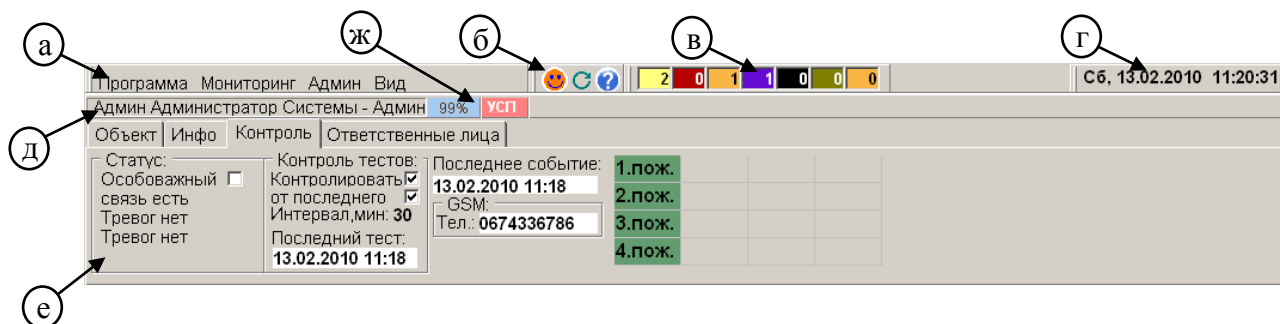 а ж б в г
Программа Мониторинг Админ Вид ? 2 0 1 1 0 0 0 Сб, 13.02.2010 11:20:31
Админ Администратор Системы - Админ 99% УСП
д
Объект Инфо Контроль Ответственные лица
Статус: Контроль тестов: Последнее событие: 1.пож.
Особоважный Контролировать 13.02.2010 11:18
связь есть от последнего GSM: 2.пож.
Тревог нет Интервал,мин: 30 Тел.: 0674336786 3.пож.
Тревог нет Последний тест: 4.пож.
13.02.2010 11:18
е